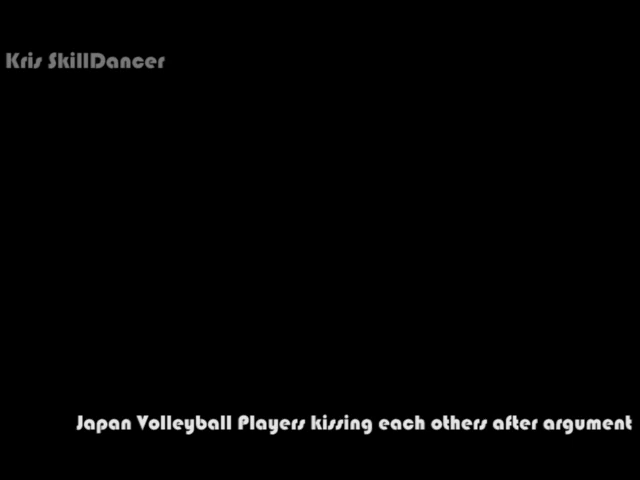 Kris SkillDancer
Japan Volleyball Players kissing each others after argument